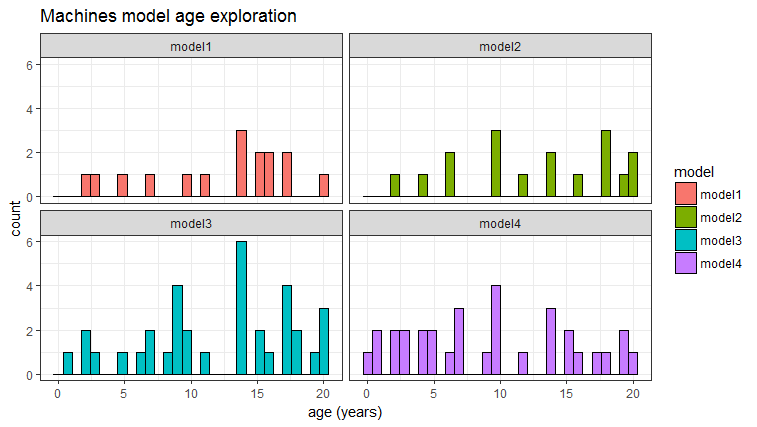 Machines model age exploration
model1 model2
6
4
2
0
model3 model4
6
4
2
0
0 5 10 15 20 0 5 10 15 20
count
age (years)
model
model1
model2
model3
model4